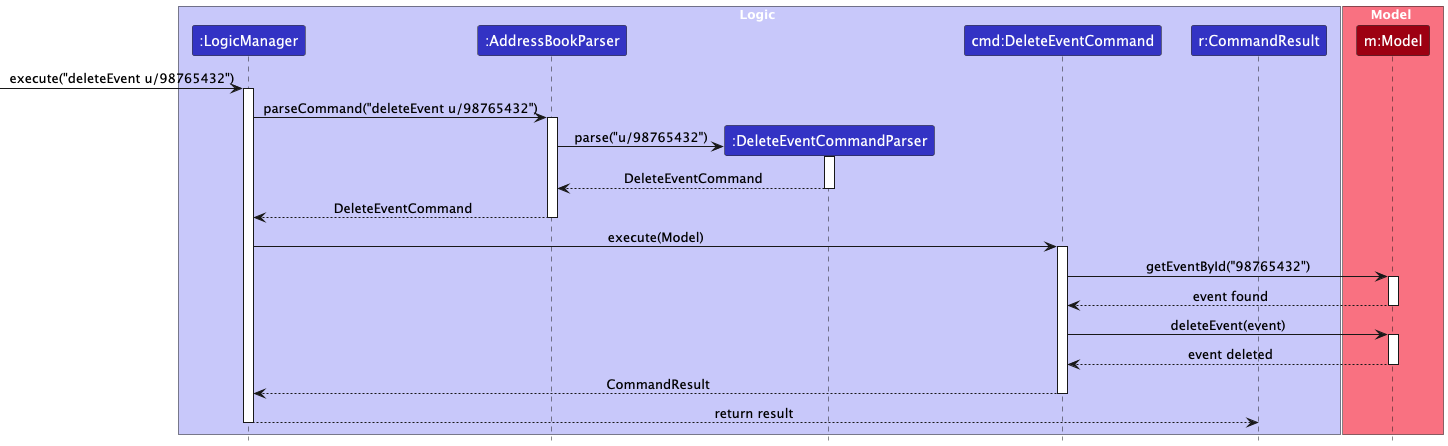 Logic
Model
:LogicManager
:AddressBookParser
cmd:DeleteEventCommand
r:CommandResult
m:Model
execute("deleteEvent u/98765432")
parseCommand("deleteEvent u/98765432")
parse("u/98765432")
:DeleteEventCommandParser
DeleteEventCommand
DeleteEventCommand
execute(Model)
getEventById("98765432")
event found
deleteEvent(event)
event deleted
CommandResult
return result